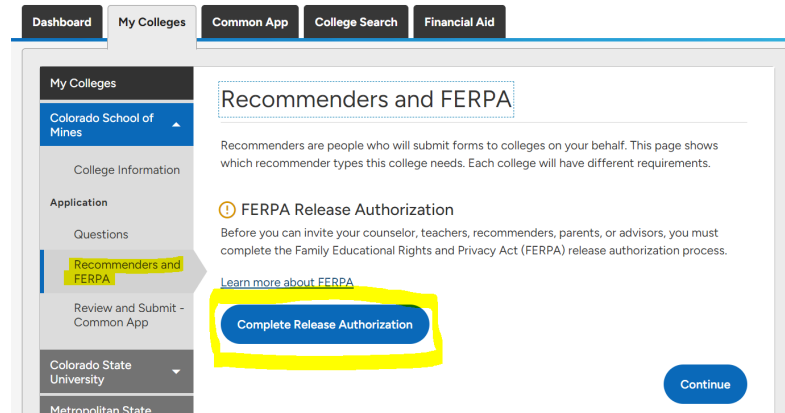 Dashboard
My Colleges
Common App
College Search
Financial Aid
My Colleges
Colorado School of
Mines
College Information
Application
Questions
Recommenders and
FERPA
Review and Submit -
Common App
Colorado State
University
Metropolitan State
Recommenders and FERPA
Recommenders are people who will submit forms to colleges on your behalf. This page shows
which recommender types this college needs. Each college will have different requirements.
FERPA Release Authorization
Before you can invite your counselor, teachers, recommenders, parents, or advisors, you must
complete the Family Educational Rights and Privacy Act (FERPA) release authorization process.
Learn more about FERPA
Complete Release Authorization
Continue